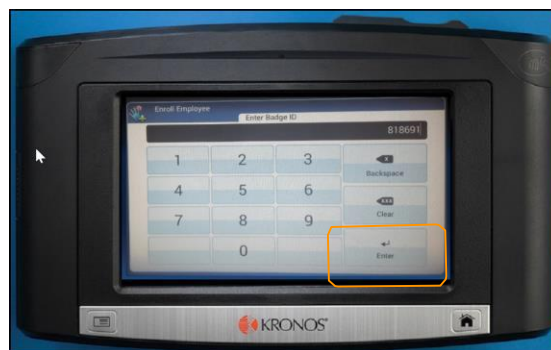 Enroll Employee
Enter Badge ID
818691
1 2 3
Backspace
4 5 6
Clear
7 8 9
0
Enter
KRONOS